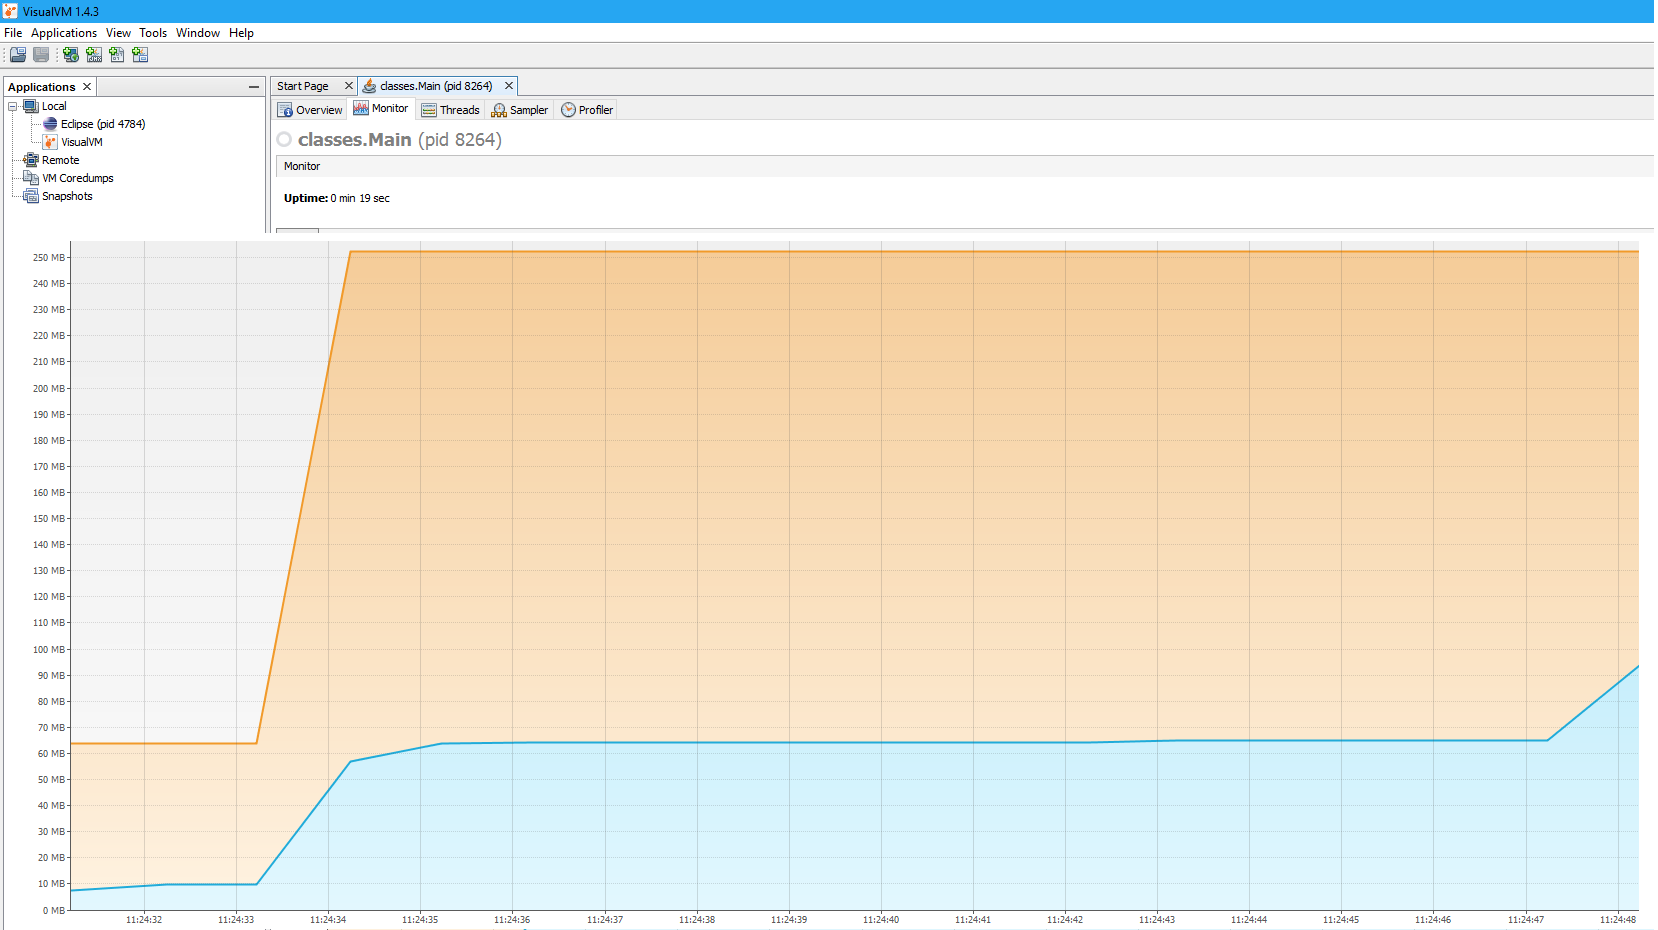 VisualVM 1.4.3
File Applications View Tools Window Help
Applications
Local
Eclipse (pid 4784)
VisualVM
Remote
VM Coredumps
Snapshots
Start Page classes.Main (pid 8264)
Overview Monitor Threads Sampler Profiler
classes.Main (pid 8264)
Monitor
Uptime: 0 min 19 sec
250 MB
240 MB
230 MB
220 MB
210 MB
200 MB
190 MB
180 MB
170 MB
160 MB
150 MB
140 MB
130 MB
120 MB
110 MB
100 MB
90 MB
80 MB
70 MB
60 MB
50 MB
40 MB
30 MB
20 MB
10 MB
0 MB
11:24:32 11:24:33 11:24:34 11:24:35 11:24:36 11:24:37 11:24:38 11:24:39 11:24:40 11:24:41 11:24:42 11:24:43 11:24:44 11:24:45 11:24:46 11:24:47 11:24:48